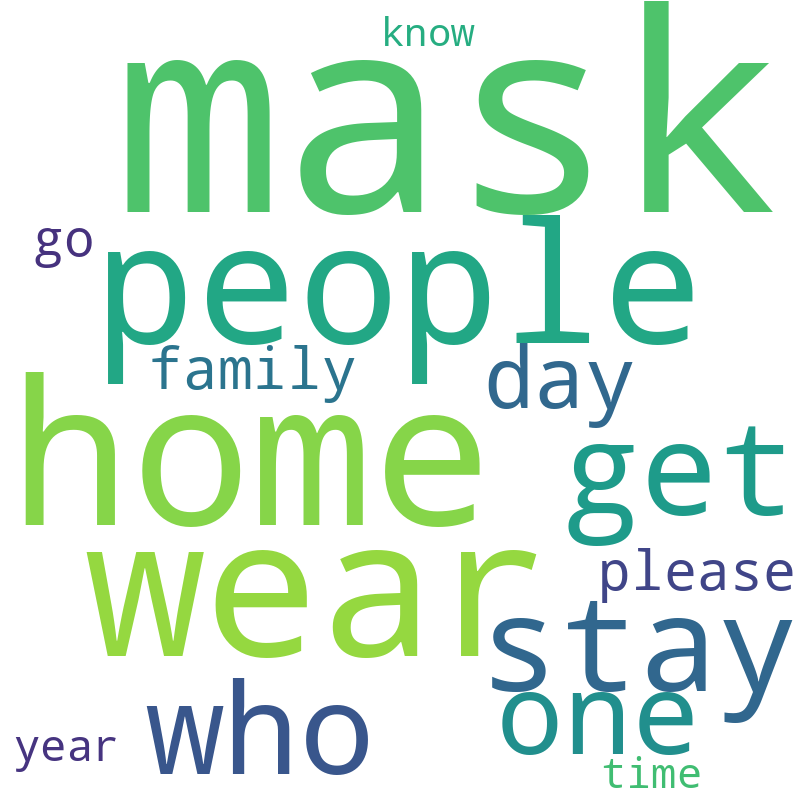 know
mask
go
people
family
day
home
get
wear
please
stay
who
one
year
time